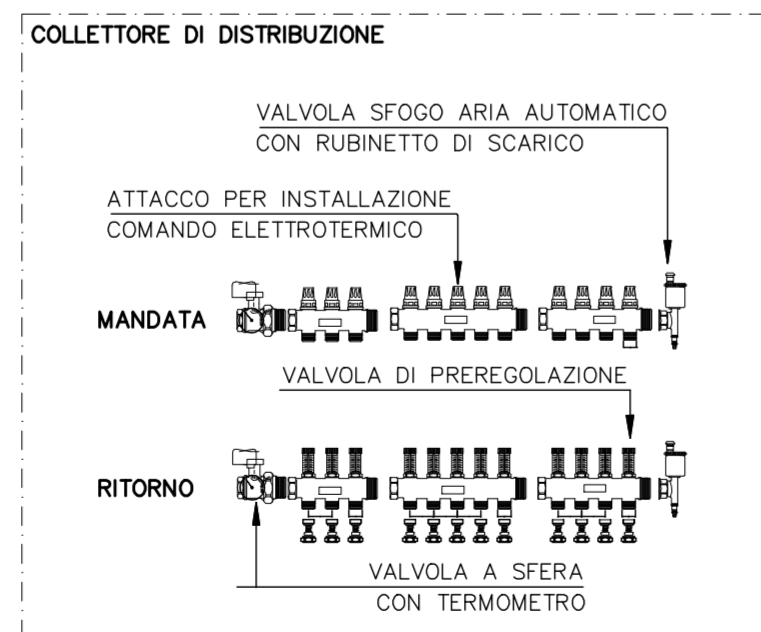 COLLETTORE DI DISTRIBUZIONE
VALVOLA SFOGO ARIA AUTOMATICO
CON RUBINETTO DI SCARICO
ATTACCO PER INSTALLAZIONE
COMANDO ELETTROTERMICO
MANDATA
VALVOLA DI PREREGOLAZIONE
RITORNO
VALVOLA A SFERA
CON TERMOMETRO